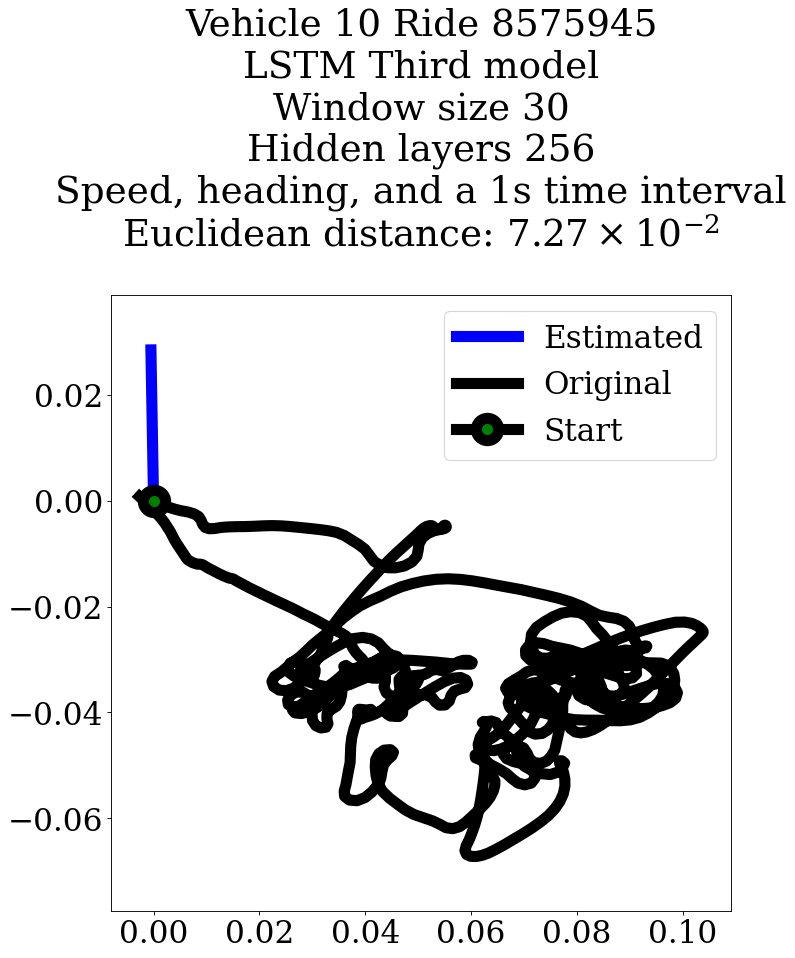 Vehicle 10 Ride 8575945
LSTM Third model
Window size 30
Hidden layers 256
Speed, heading, and a 1s time interval
Euclidean distance: 7.27 × 10⁻²
Estimated
Original
Start
0.02
0.00
−0.02
−0.04
−0.06
0.00 0.02 0.04 0.06 0.08 0.10